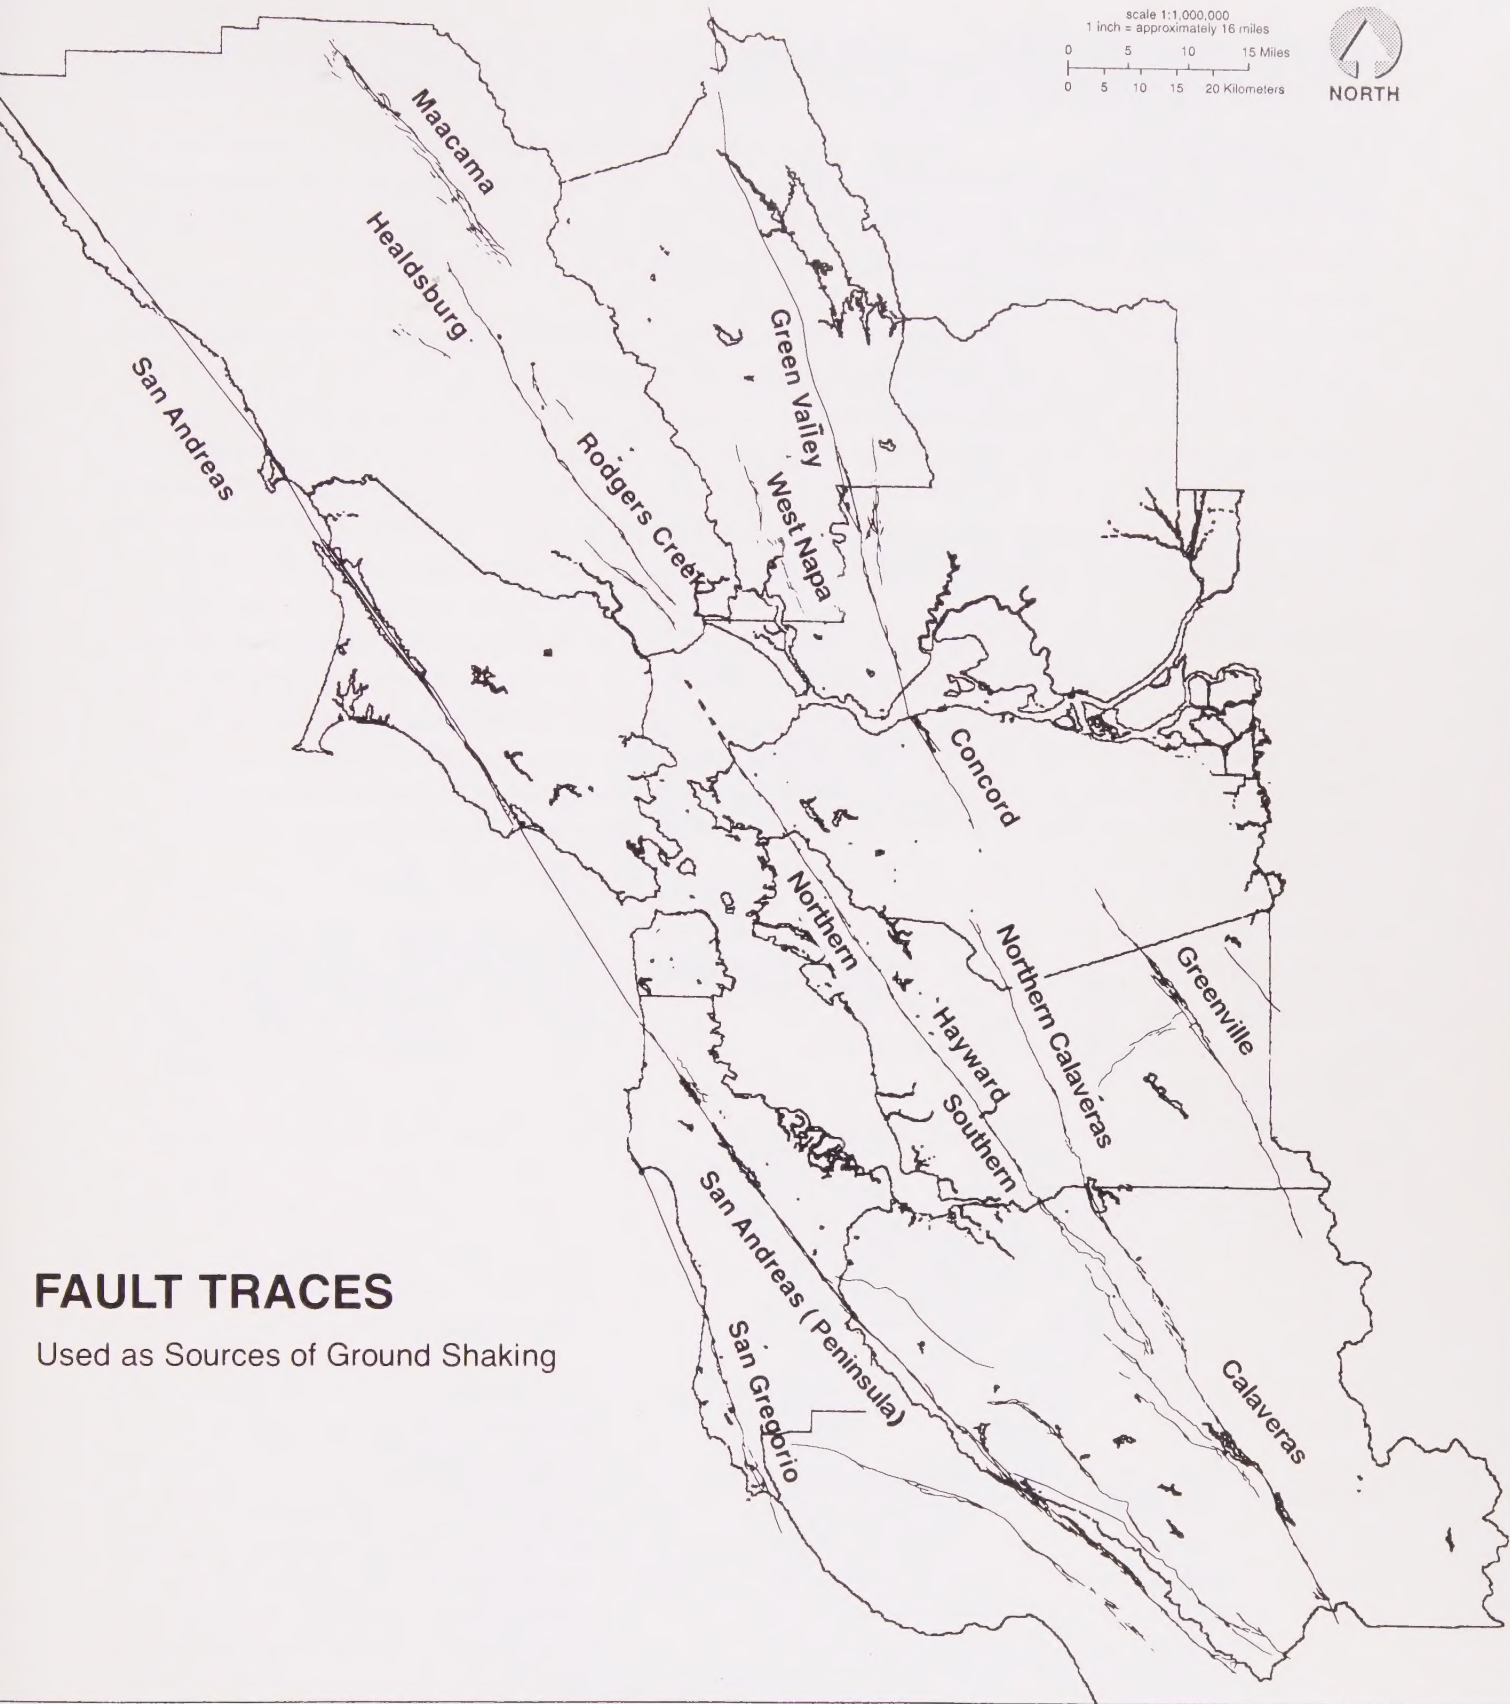 scale 1:1,000,000
1 inch = approximately 16 miles
0 5 10 15 Miles
0 5 10 15 20 Kilometers
NORTH
Maacama
Healdsburg
San Andreas
Green Valley
Rodgers Creek
West Napa
Concord
Northern
Hayward
Southern
Northern Calaveras
Greenville
San Andreas (Peninsula)
San Gregorio
Calaveras
FAULT TRACES
Used as Sources of Ground Shaking